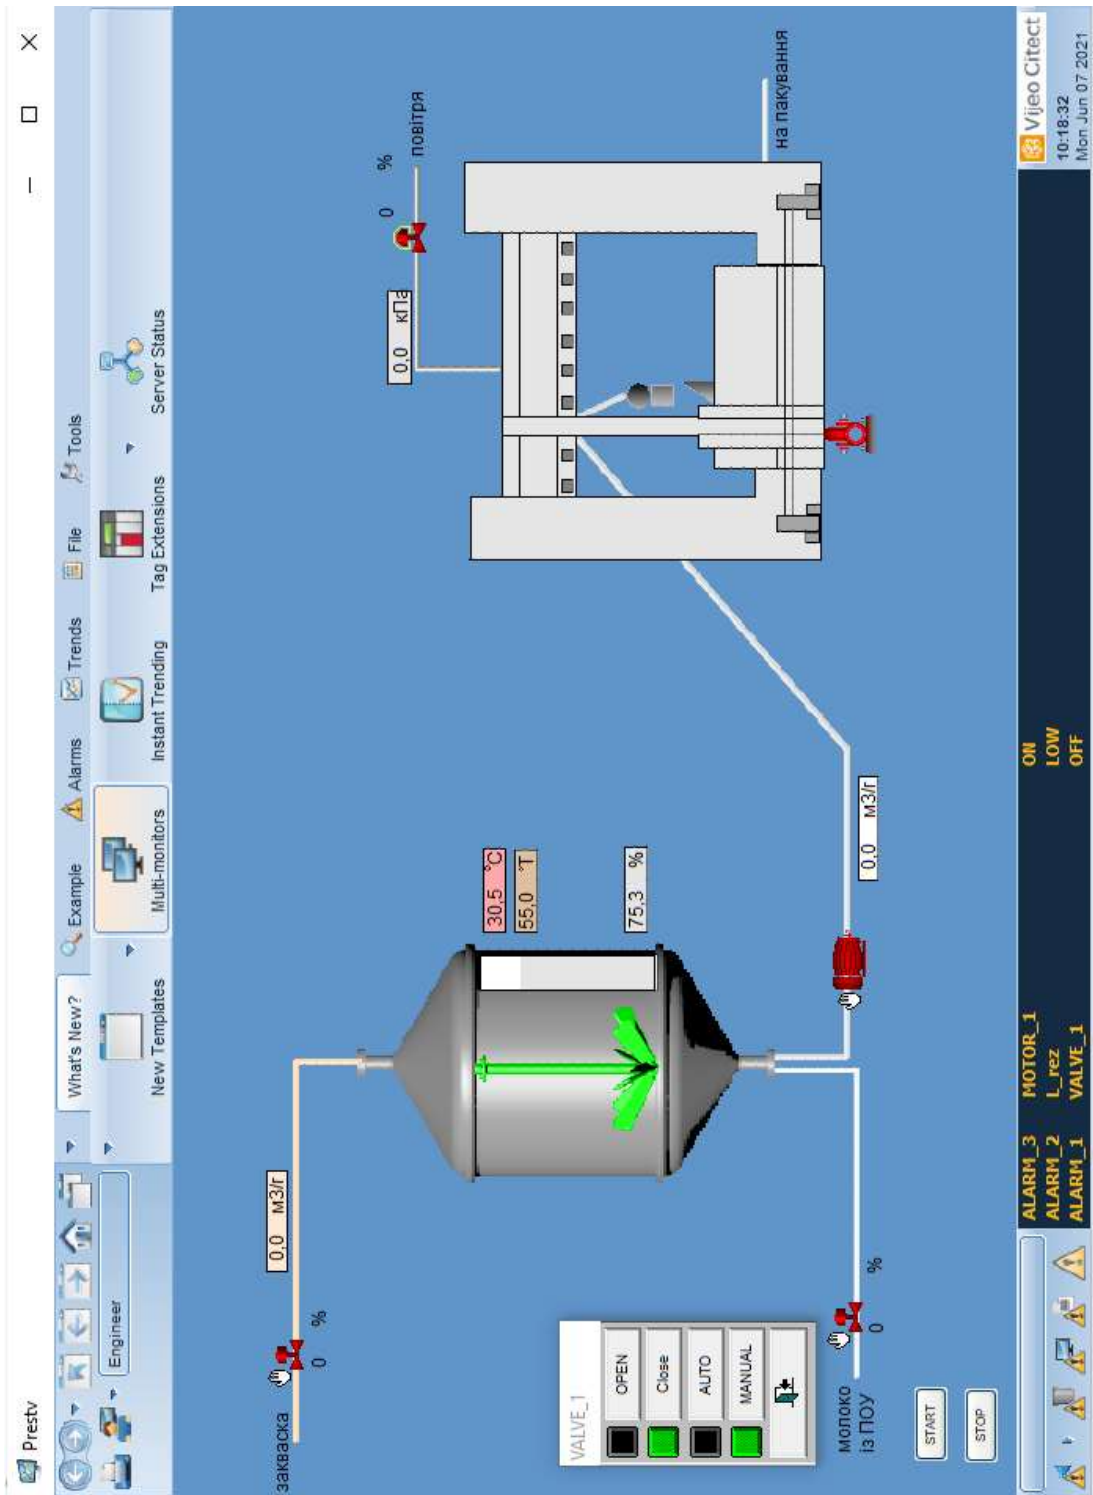 Prestv
What's New?
Example
Alarms
Trends
File
Tools
Engineer
New Templates
Multi-monitors
Instant Trending
Tag Extensions
Server Status
закваска
0 %
0,0 м3/г
30,5 °C
55,0 °T
75,3 %
0,0 кПа
0 %
повітря
на пакування
VALVE_1
OPEN
Close
AUTO
MANUAL
молоко
із ПОУ
0 %
0,0 м3/г
START
STOP
ALARM_3 MOTOR_1 ON
ALARM_2 L_rez LOW
ALARM_1 VALVE_1 OFF
Vijeo Citect
10:18:32
Mon Jun 07 2021